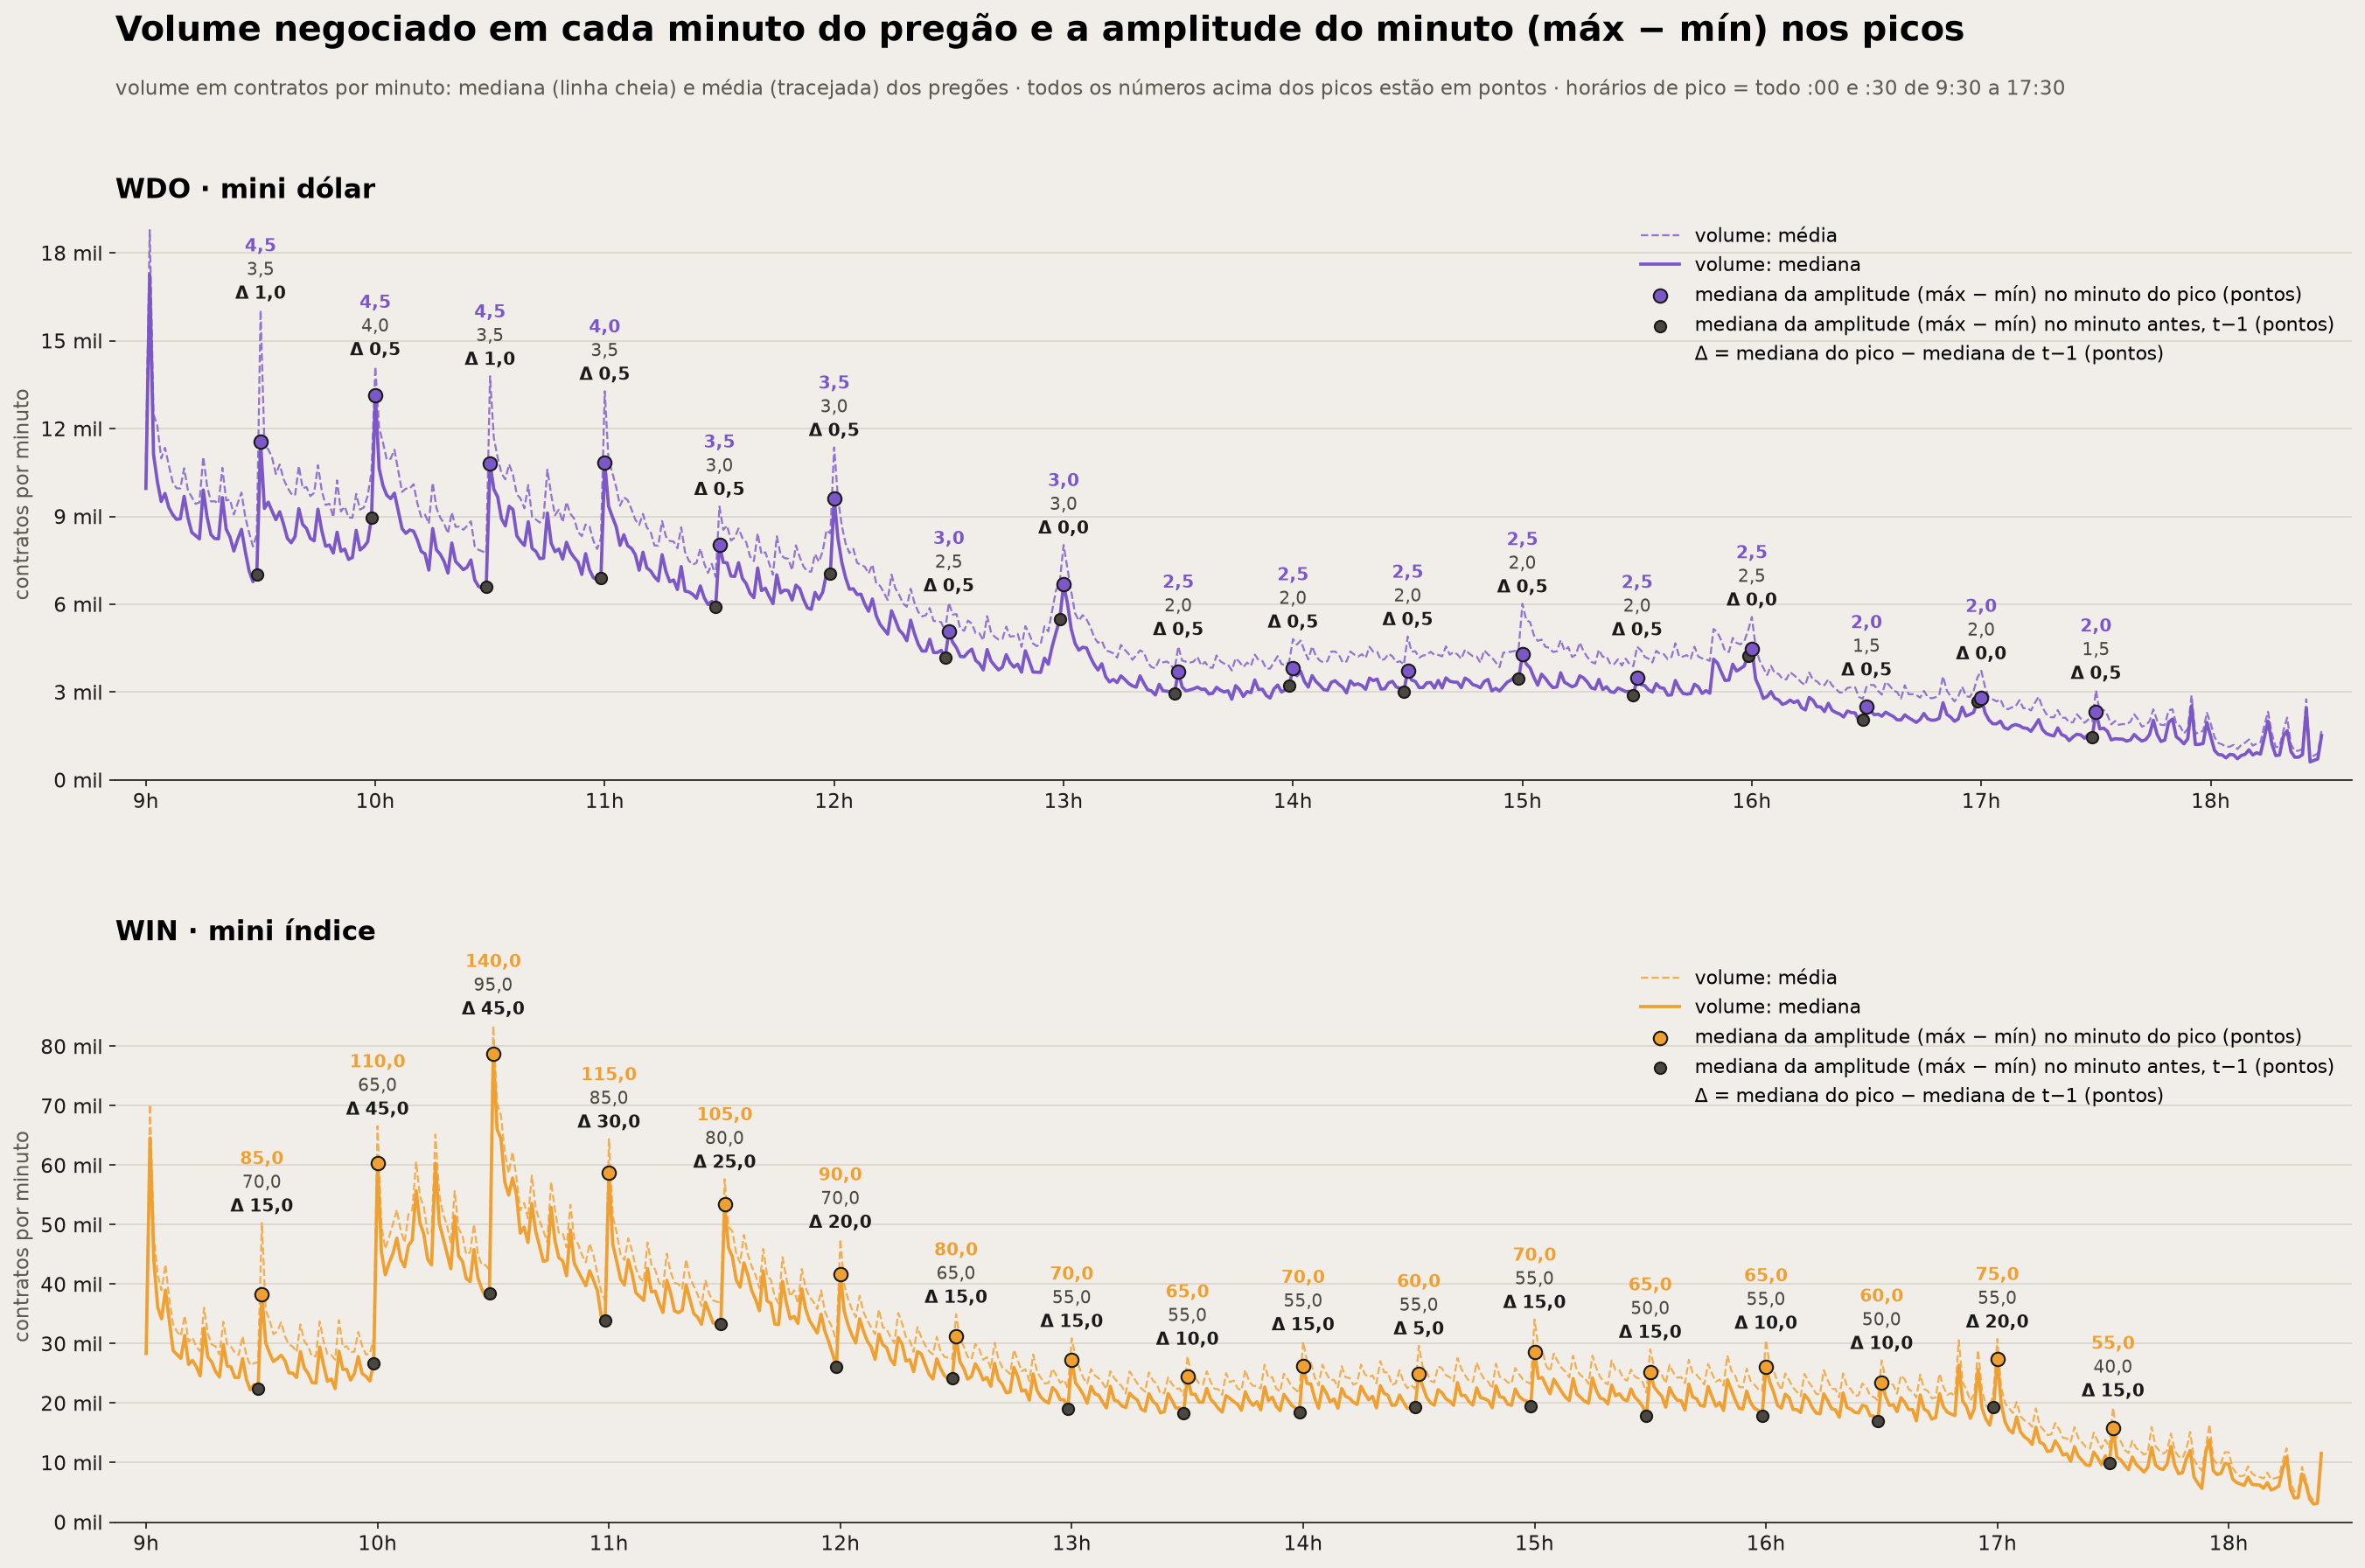 Volume negociado em cada minuto do pregão e a amplitude do minuto (máx − mín) nos picos
volume em contratos por minuto: mediana (linha cheia) e média (tracejada) dos pregões · todos os números acima dos picos estão em pontos · horários de pico = todo :00 e :30 de 9:30 a 17:30
WDO · mini dólar
contratos por minuto
18 mil
15 mil
12 mil
9 mil
6 mil
3 mil
0 mil
4,5
3,5
Δ 1,0
4,5
4,0
Δ 0,5
4,5
3,5
Δ 1,0
4,0
3,5
Δ 0,5
3,5
3,0
Δ 0,5
3,5
3,0
Δ 0,5
3,0
2,5
Δ 0,5
3,0
3,0
Δ 0,0
2,5
2,0
Δ 0,5
2,5
2,0
Δ 0,5
2,5
2,0
Δ 0,5
2,5
2,0
Δ 0,5
2,5
2,0
Δ 0,5
2,5
2,5
Δ 0,0
2,0
1,5
Δ 0,5
2,0
2,0
Δ 0,0
2,0
1,5
Δ 0,5
volume: média
volume: mediana
mediana da amplitude (máx − mín) no minuto do pico (pontos)
mediana da amplitude (máx − mín) no minuto antes, t−1 (pontos)
Δ = mediana do pico − mediana de t−1 (pontos)
9h 10h 11h 12h 13h 14h 15h 16h 17h 18h
WIN · mini índice
contratos por minuto
80 mil
70 mil
60 mil
50 mil
40 mil
30 mil
20 mil
10 mil
0 mil
85,0
70,0
Δ 15,0
110,0
65,0
Δ 45,0
140,0
95,0
Δ 45,0
115,0
85,0
Δ 30,0
105,0
80,0
Δ 25,0
90,0
70,0
Δ 20,0
80,0
65,0
Δ 15,0
70,0
55,0
Δ 15,0
65,0
55,0
Δ 10,0
70,0
55,0
Δ 15,0
60,0
55,0
Δ 5,0
70,0
55,0
Δ 15,0
65,0
50,0
Δ 15,0
65,0
55,0
Δ 10,0
60,0
50,0
Δ 10,0
75,0
55,0
Δ 20,0
55,0
40,0
Δ 15,0
volume: média
volume: mediana
mediana da amplitude (máx − mín) no minuto do pico (pontos)
mediana da amplitude (máx − mín) no minuto antes, t−1 (pontos)
Δ = mediana do pico − mediana de t−1 (pontos)
9h 10h 11h 12h 13h 14h 15h 16h 17h 18h